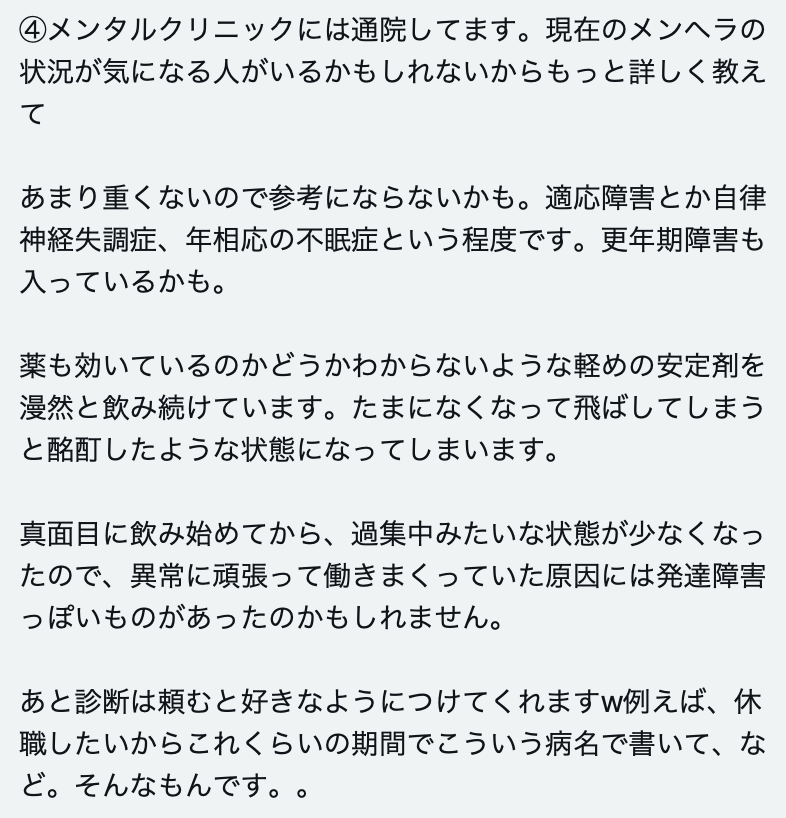 ④メンタルクリニックには通院してます。現在のメンヘラの
状況が気になる人がいるかもしれないからもっと詳しく教え
て
あまり重くないので参考にならないかも。適応障害とか自律
神経失調症、年相応の不眠症という程度です。更年期障害も
入っているかも。
薬も効いているのかどうかわからないような軽めの安定剤を
漫然と飲み続けています。たまになくなって飛ばしてしまう
と酩酊したような状態になってしまいます。
真面目に飲み始めてから、過集中みたいな状態が少なくなっ
たので、異常に頑張って働きまくっていた原因には発達障害
っぽいものがあったのかもしれません。
あと診断は頼むと好きなようにつけてくれますw例えば、休
職したいからこれくらいの期間でこういう病名で書いて、な
ど。そんなもんです。。